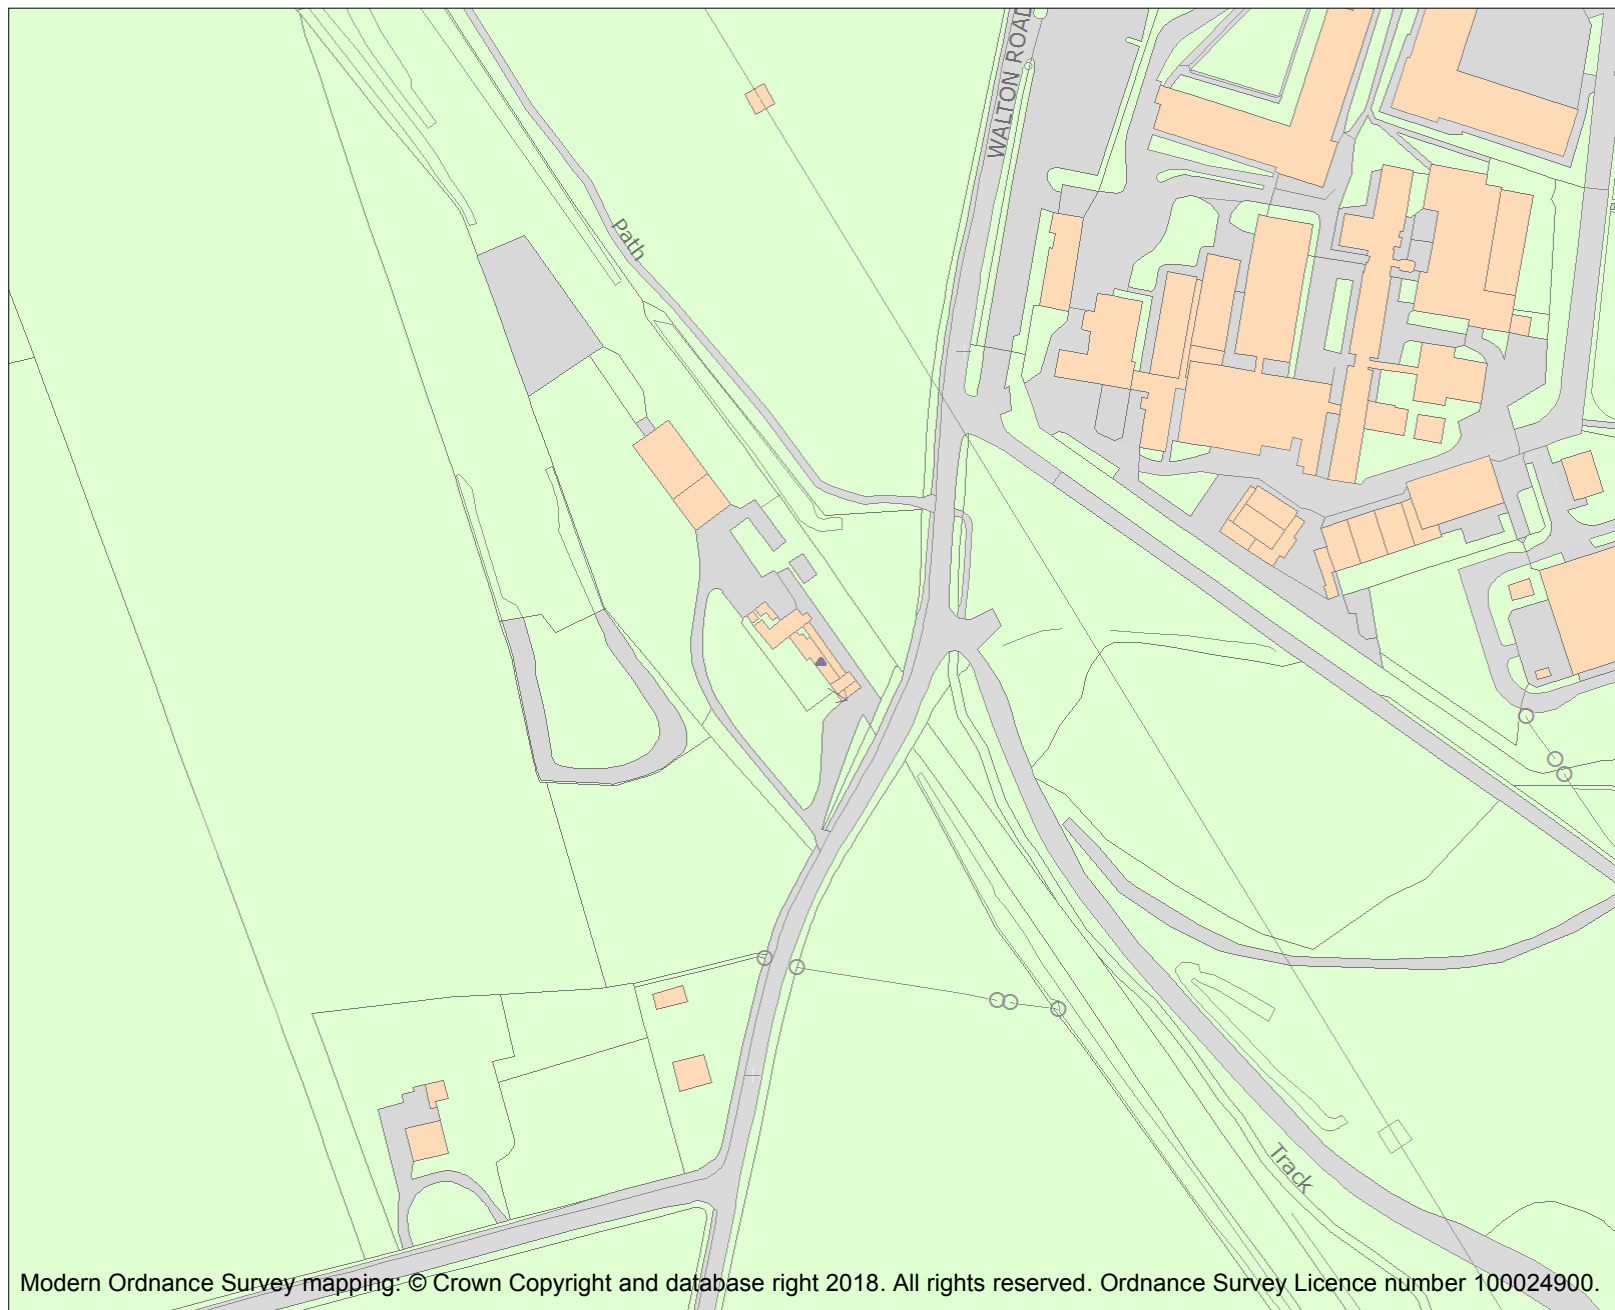 WALTON ROAD
Path
Track
Modern Ordnance Survey mapping: © Crown Copyright and database right 2018. All rights reserved. Ordnance Survey Licence number 100024900.